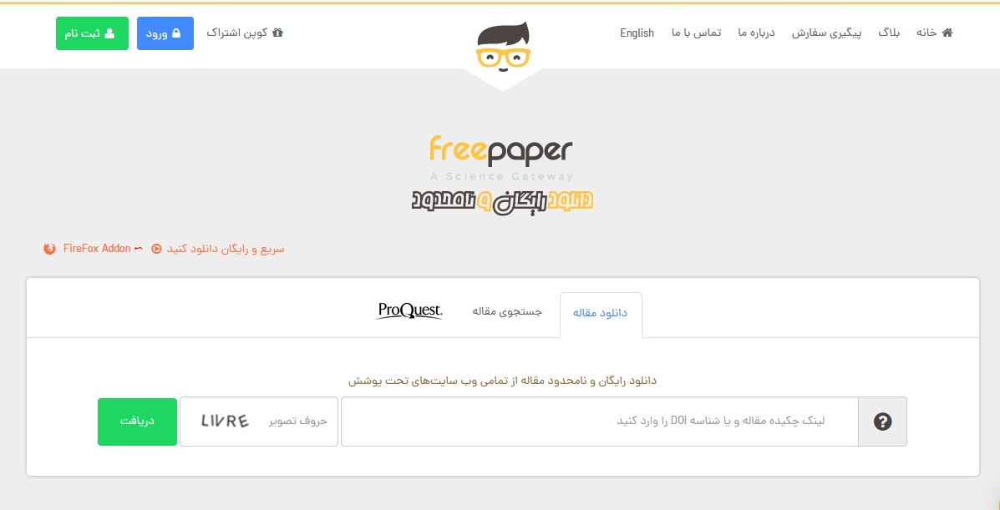 خانه
بلاگ
پیگیری سفارش
درباره ما
تماس با ما
English
کوپن اشتراک
ورود
ثبت نام
freepaper
A Science Gateway
دانلود رایگان و نامحدود
سریع و رایگان دانلود کنید
FireFox Addon
دانلود مقاله
جستجوی مقاله
ProQuest.
دانلود رایگان و نامحدود مقاله از تمامی وب سایت‌های تحت پوشش
لینک چکیده مقاله و یا شناسه DOI را وارد کنید
حروف تصویر
LIVRE
دریافت